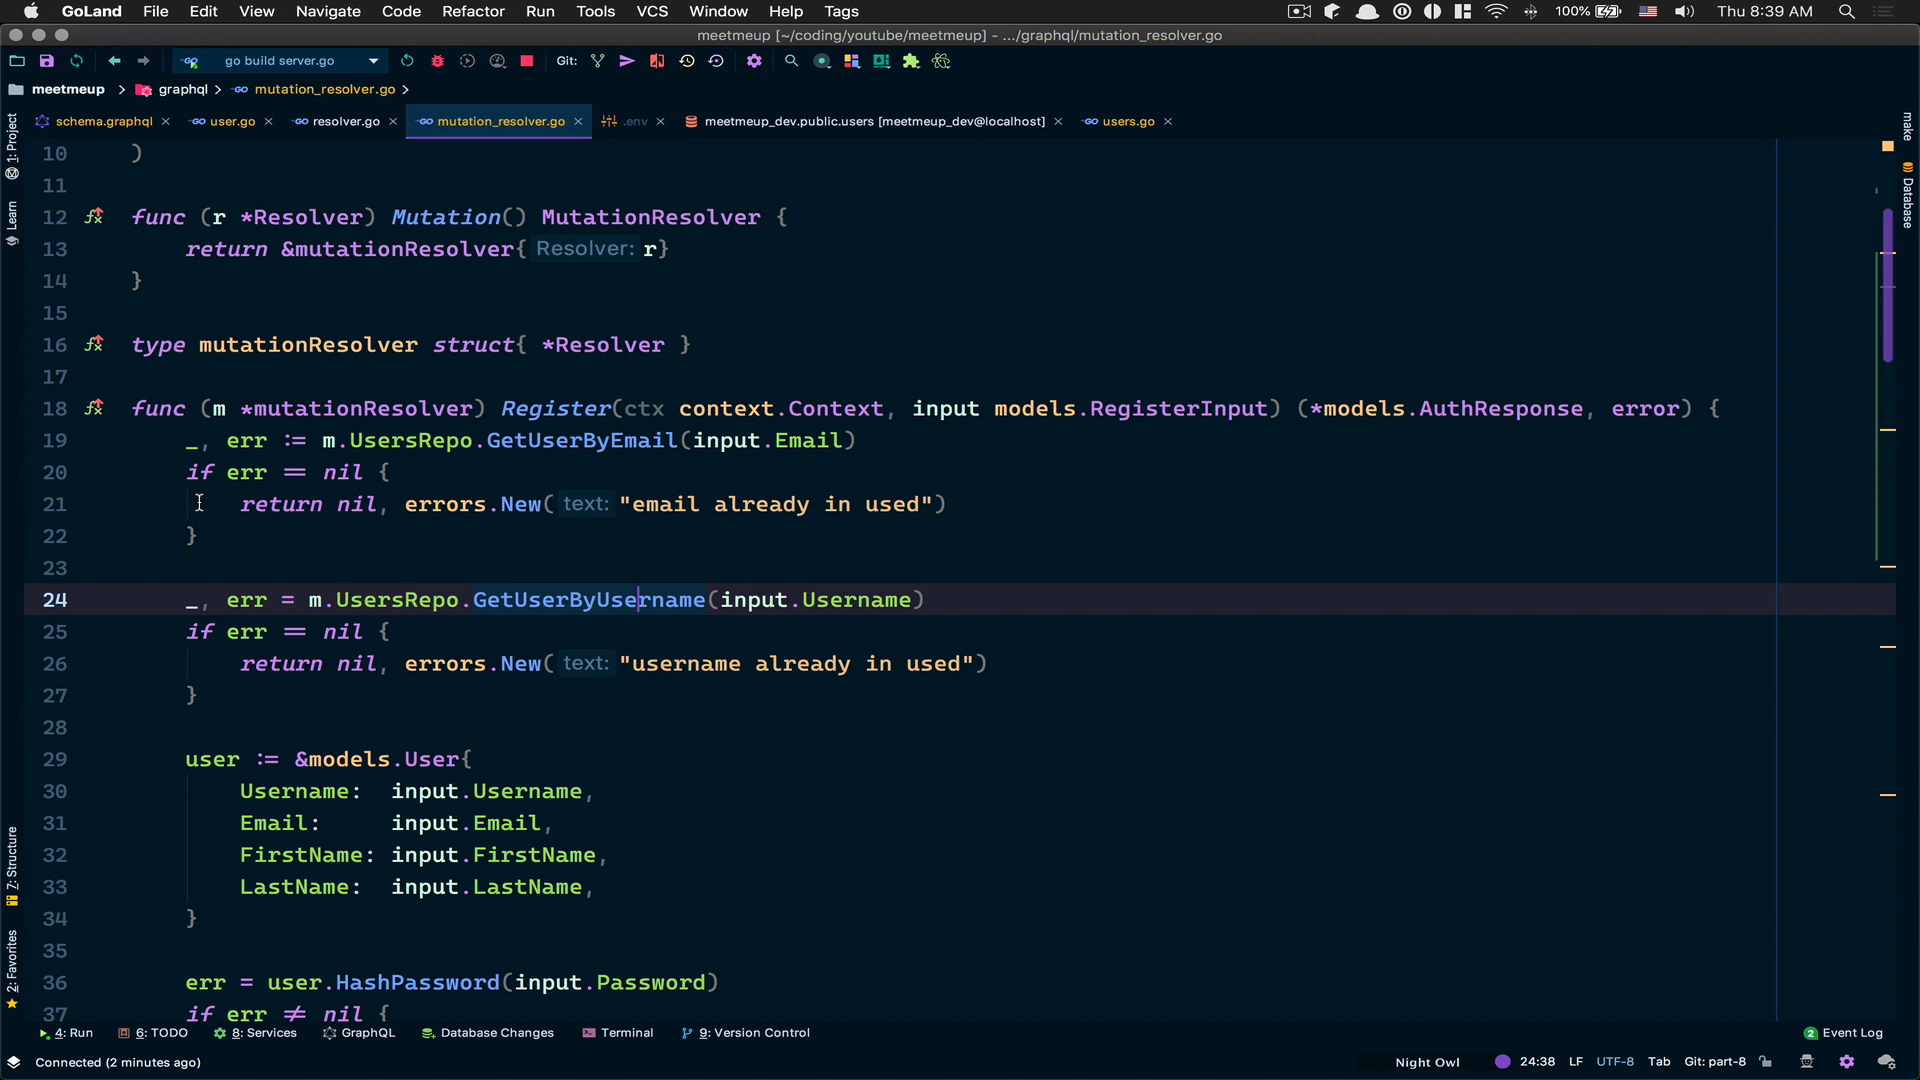 GoLand File Edit View Navigate Code Refactor Run Tools VCS Window Help Tags 100% Thu 8:39 AM
meetmeup [~/coding/youtube/meetmeup] - .../graphql/mutation_resolver.go
go build server.go Git:
meetmeup graphql mutation_resolver.go
schema.graphql user.go resolver.go mutation_resolver.go .env meetmeup_dev.public.users [meetmeup_dev@localhost] users.go
1: Project
Learn
7: Structure
2: Favorites
make
Database
10 )
11
12 func (r *Resolver) Mutation() MutationResolver {
13 return &mutationResolver{ Resolver: r}
14 }
15
16 type mutationResolver struct{ *Resolver }
17
18 func (m *mutationResolver) Register(ctx context.Context, input models.RegisterInput) (*models.AuthResponse, error) {
19 _, err := m.UsersRepo.GetUserByEmail(input.Email)
20 if err == nil {
21 return nil, errors.New( text: "email already in used")
22 }
23
24 _, err = m.UsersRepo.GetUserByUsername(input.Username)
25 if err == nil {
26 return nil, errors.New( text: "username already in used")
27 }
28
29 user := &models.User{
30 Username: input.Username,
31 Email: input.Email,
32 FirstName: input.FirstName,
33 LastName: input.LastName,
34 }
35
36 err = user.HashPassword(input.Password)
37 if err ≠ nil {
4: Run 6: TODO 8: Services GraphQL Database Changes Terminal 9: Version Control 2 Event Log
Connected (2 minutes ago) Night Owl 24:38 LF UTF-8 Tab Git: part-8